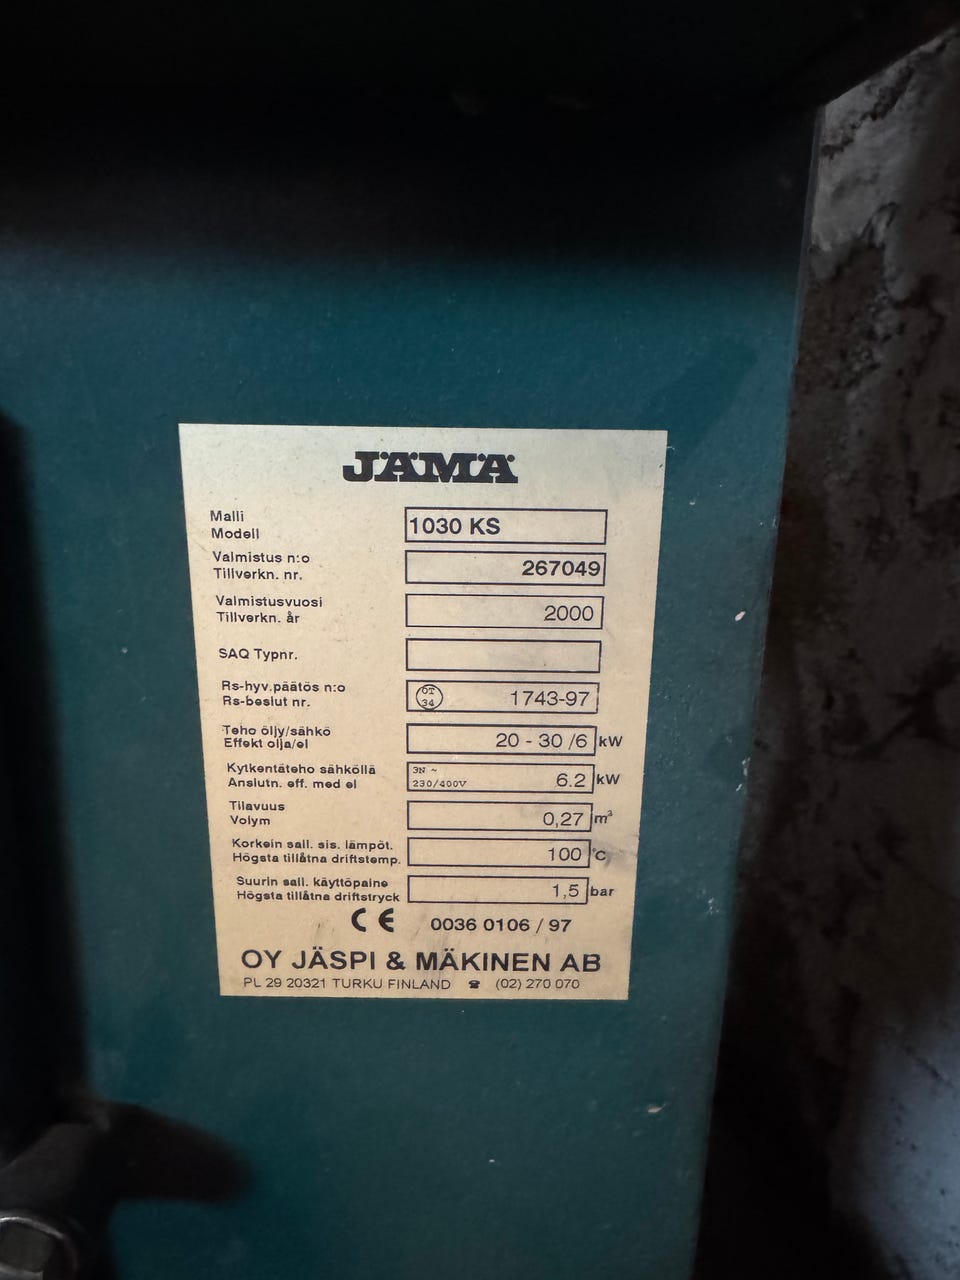 JÄMÄ
Malli
Modell
1030 KS
Valmistus n:o
Tillverkn. nr.
267049
Valmistusvuosi
Tillverkn. år
2000
SAQ Typnr.
Rs-hyv.päätös n:o
Rs-beslut nr.
ÖT
34
1743-97
Teho öljy/sähkö
Effekt olja/el
20 - 30 /6 kW
Kytkentäteho sähköllä
Anslutn. eff. med el
3N ~
230/400V
6.2 kW
Tilavuus
Volym
0,27 m³
Korkein sall. sis. lämpöt.
Högsta tillåtna driftstemp.
100 °C
Suurin sall. käyttöpaine
Högsta tillåtna driftstryck
1,5 bar
CE 0036 0106 / 97
OY JÄSPI & MÄKINEN AB
PL 29 20321 TURKU FINLAND ☎ (02) 270 070